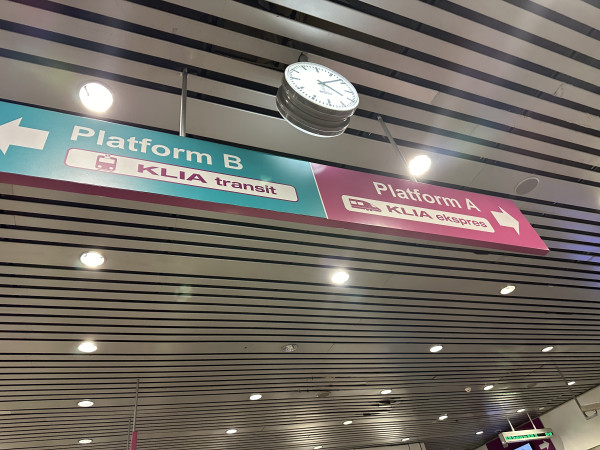 Platform B
KLIA transit
Platform A
KLIA ekspres